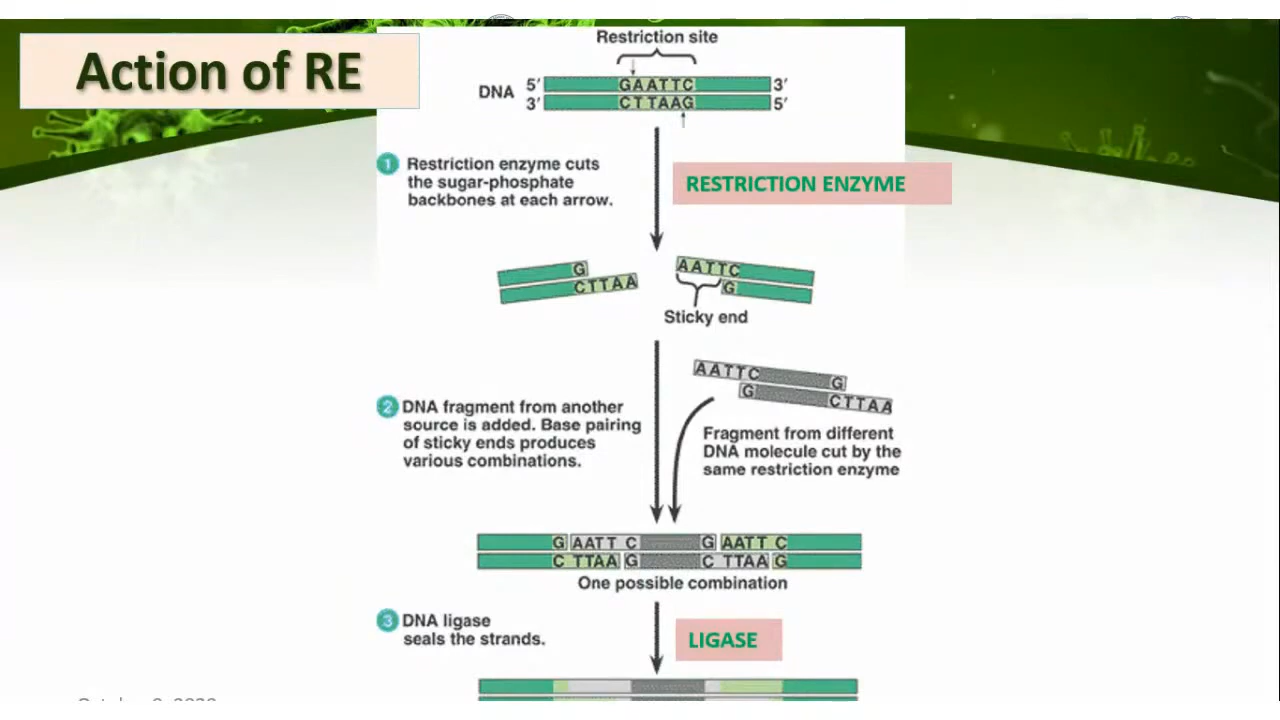 Action of RE
Restriction site
DNA
5′ GAATTC 3′
3′ CTTAAG 5′
1 Restriction enzyme cuts
the sugar-phosphate
backbones at each arrow.
RESTRICTION ENZYME
G AATTC
CTTAA G
Sticky end
AATTC G
G CTTAA
2 DNA fragment from another
source is added. Base pairing
of sticky ends produces
various combinations.
Fragment from different
DNA molecule cut by the
same restriction enzyme
G AATT C G AATT C
C TTAA G C TTAA G
One possible combination
3 DNA ligase
seals the strands.
LIGASE